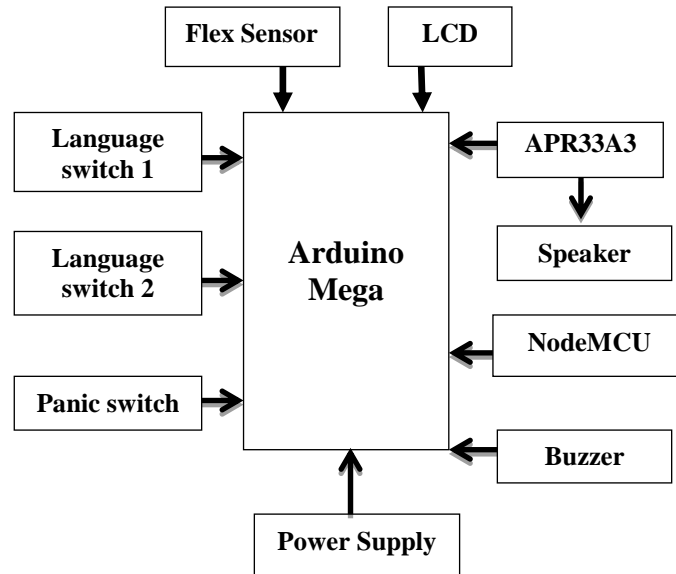 Flex Sensor
LCD
Language
switch 1
APR33A3
Language
switch 2
Arduino
Mega
Speaker
NodeMCU
Panic switch
Buzzer
Power Supply